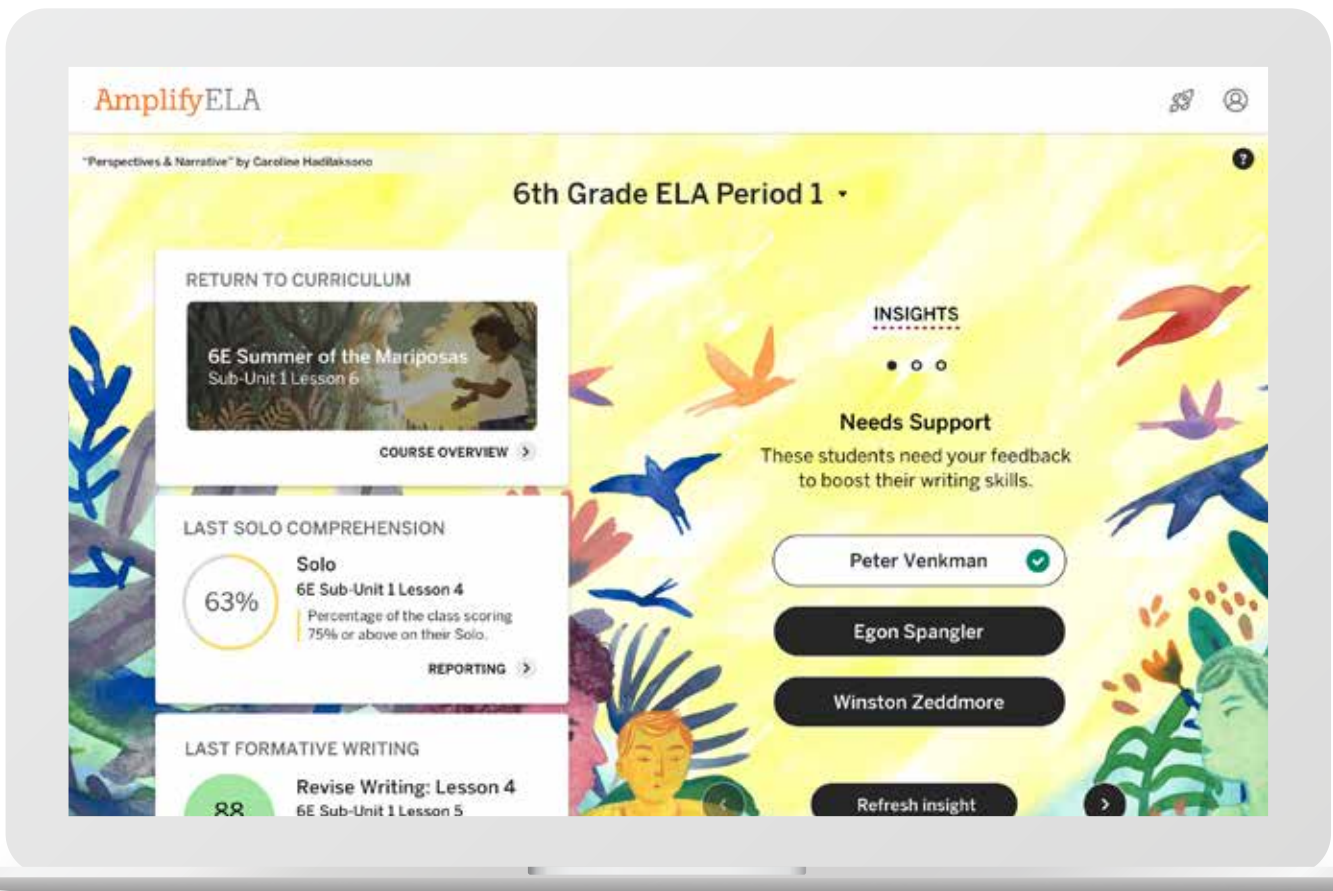 AmplifyELA
"Perspectives & Narrative" by Caroline Hadilaksono
?
6th Grade ELA Period 1
RETURN TO CURRICULUM
6E Summer of the Mariposas
Sub-Unit 1 Lesson 6
COURSE OVERVIEW >
LAST SOLO COMPREHENSION
63%
Solo
6E Sub-Unit 1 Lesson 4
Percentage of the class scoring
75% or above on their Solo.
REPORTING >
LAST FORMATIVE WRITING
88
Revise Writing: Lesson 4
6E Sub-Unit 1 Lesson 5
INSIGHTS
Needs Support
These students need your feedback
to boost their writing skills.
Peter Venkman
Egon Spangler
Winston Zeddmore
Refresh insight